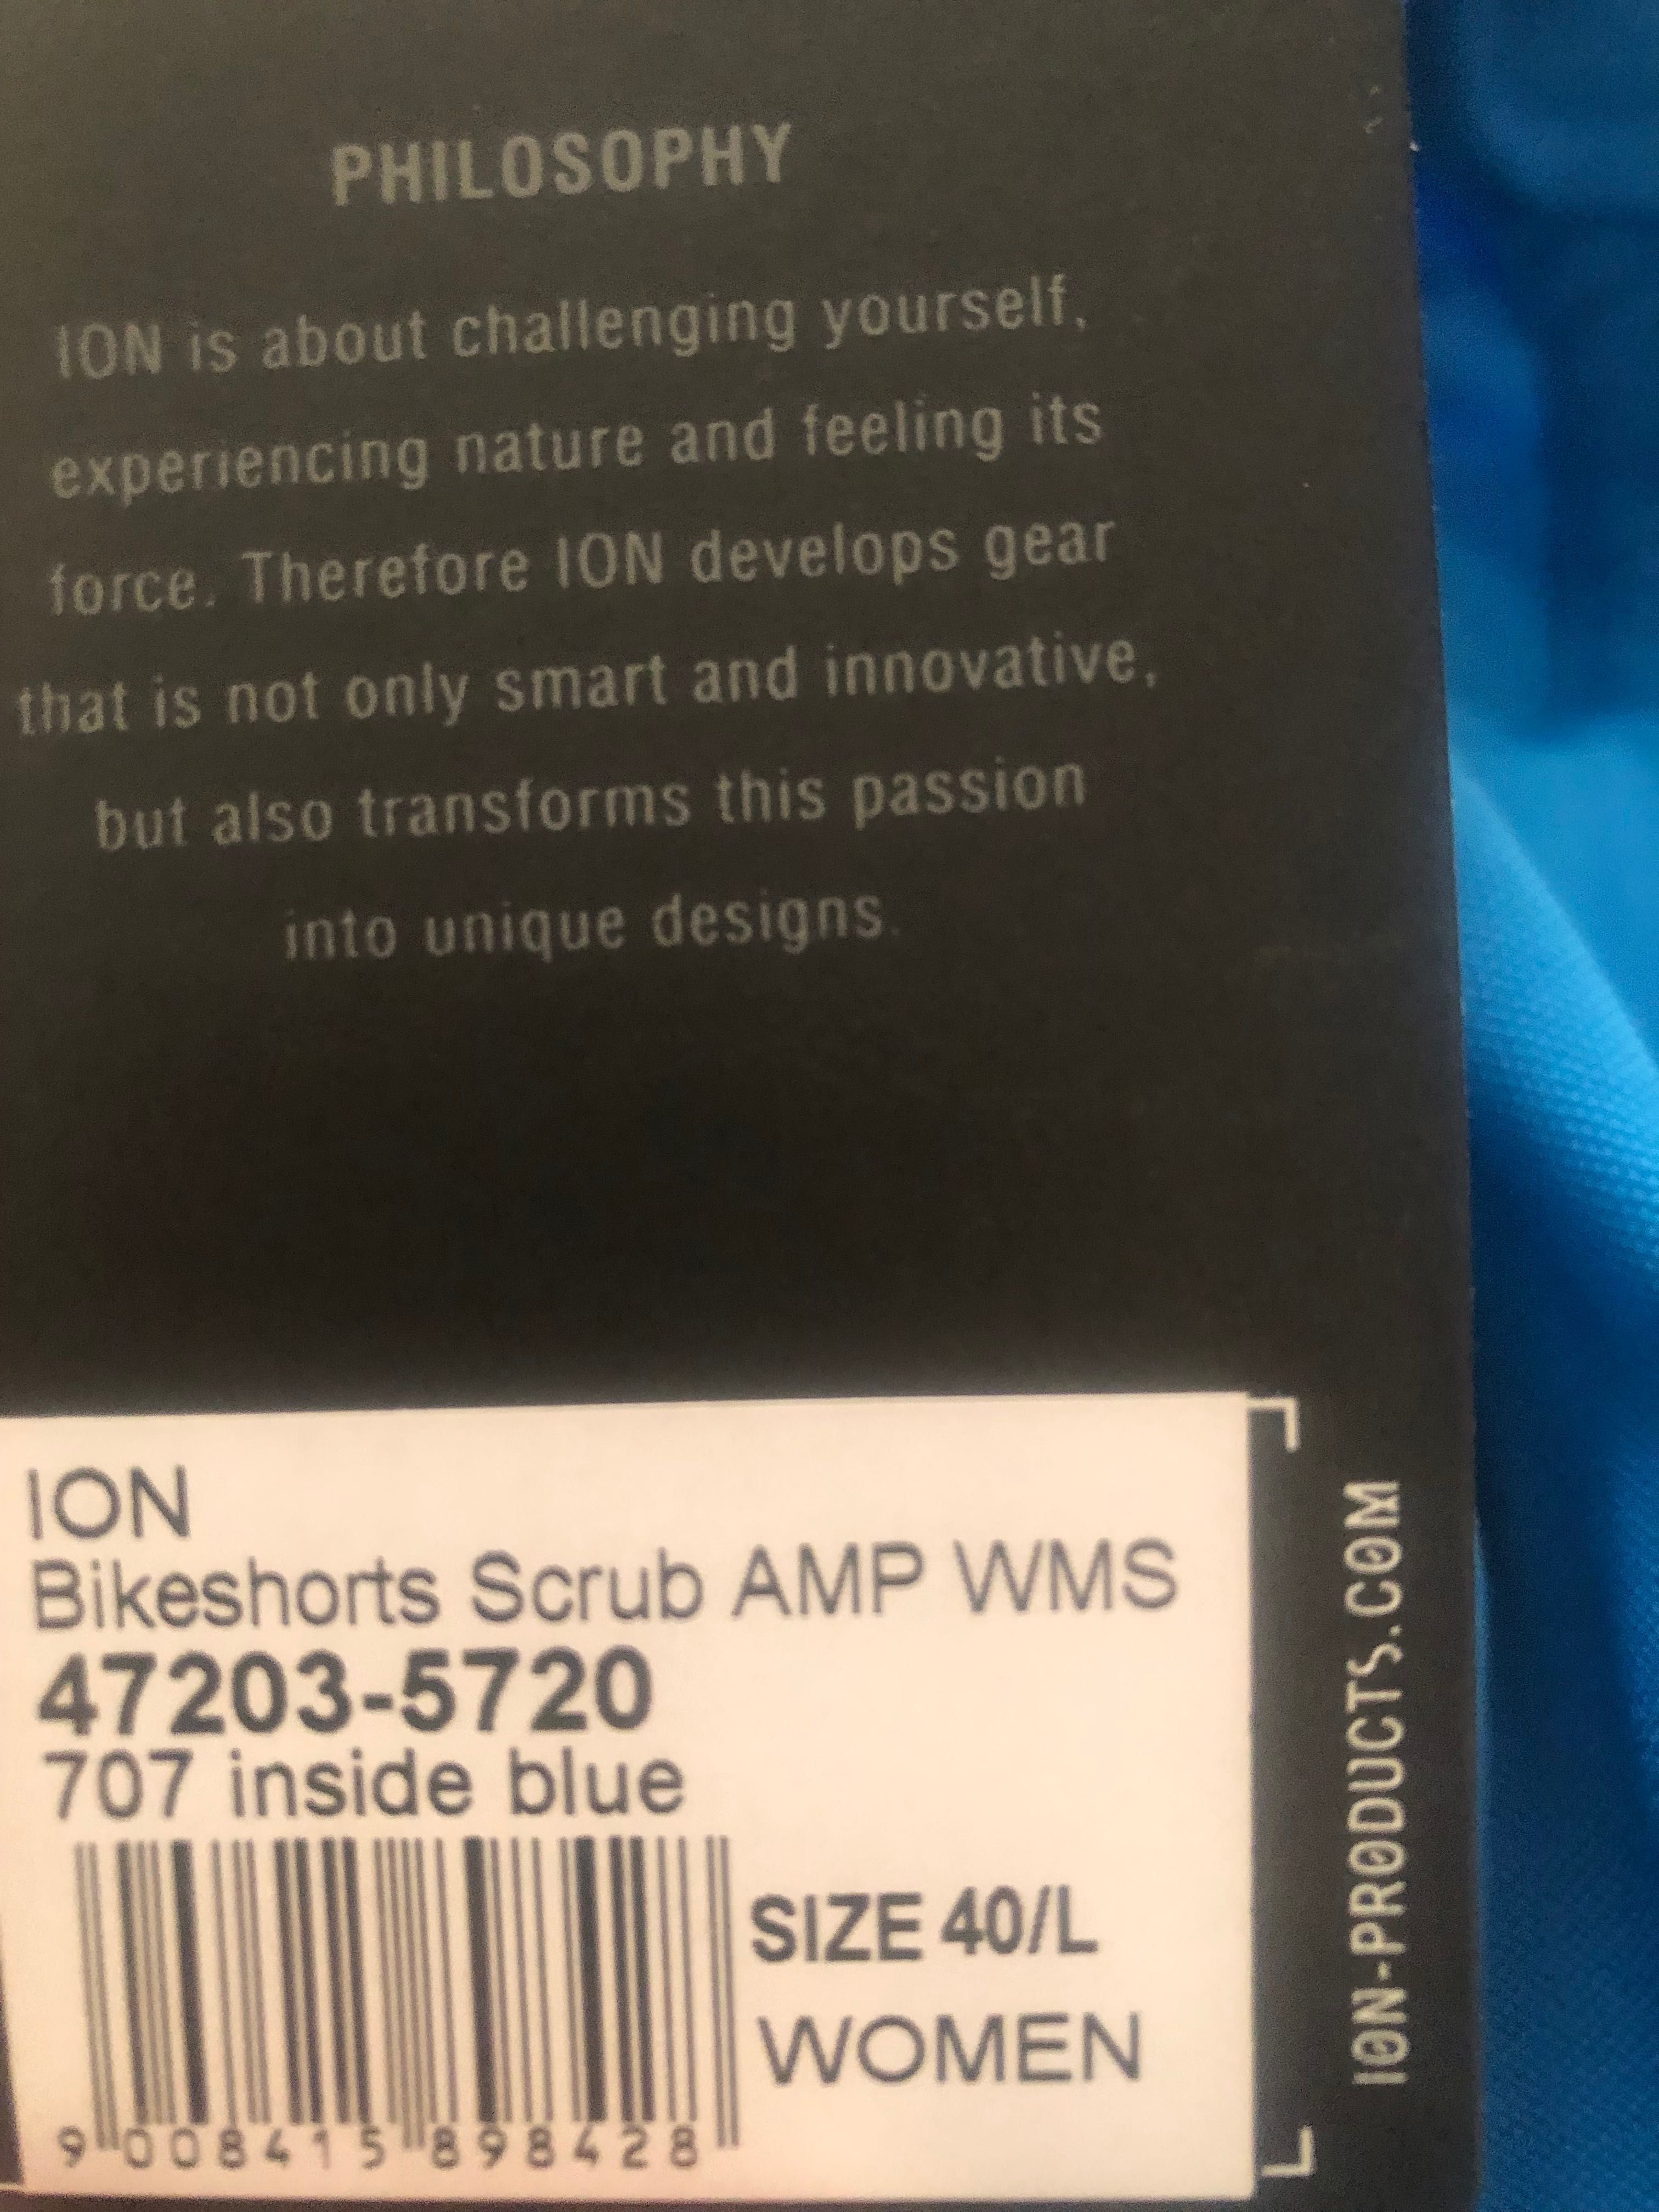 PHILOSOPHY
ION is about challenging yourself,
experiencing nature and feeling its
force. Therefore ION develops gear
that is not only smart and innovative,
but also transforms this passion
into unique designs.
ION
Bikeshorts Scrub AMP WMS
47203-5720
707 inside blue
SIZE 40/L
WOMEN
9 008415 898428
ION-PRODUCTS.COM